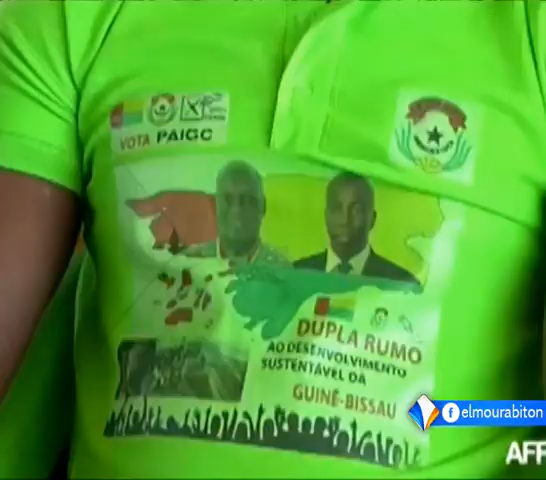 VOTA PAIGC
DUPLA RUMO
AO DESENVOLVIMENTO
SUSTENTÁVEL DA
GUINÉ-BISSAU
elmourabiton
AFP